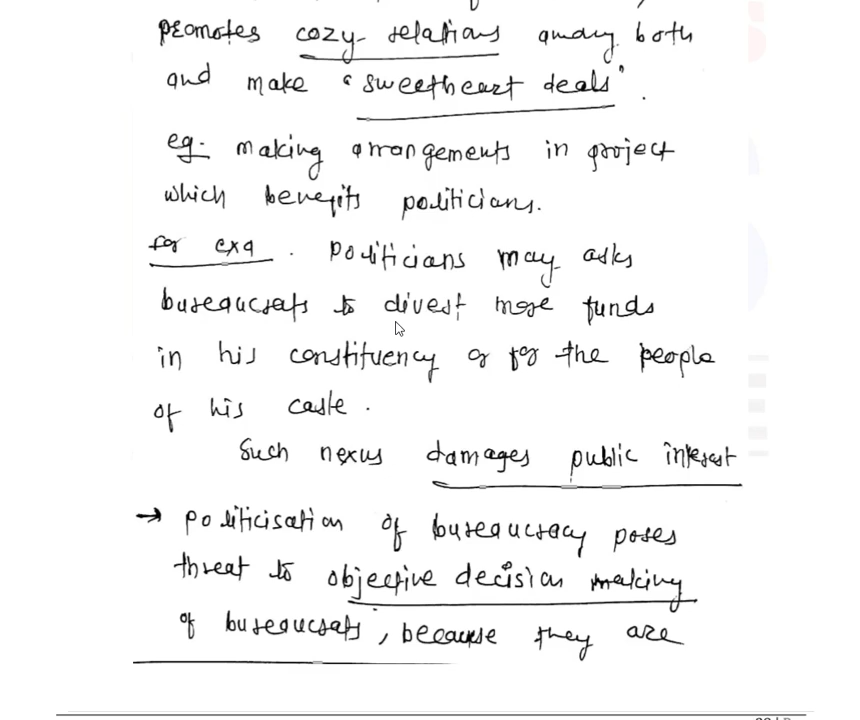 promotes cozy relations among both
and make "sweetheart deals".
eg. making arrangements in project
which benefits politicians.
for exa. Politicians may asks
bureaucrats to divest more funds
in his constituency or for the people
of his caste.
Such nexus damages public interest
→ politicisation of bureaucracy poses
threat to objective decision making
of bureaucrats, because they are